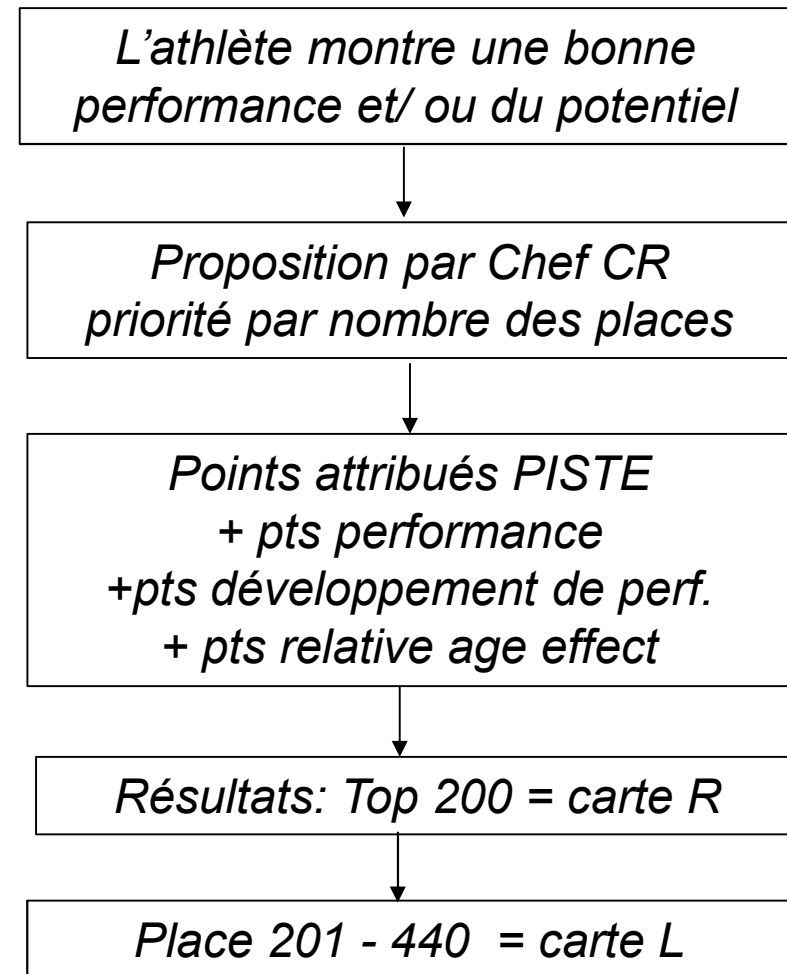 L’athlète montre une bonne
performance et/ ou du potentiel
Proposition par Chef CR
priorité par nombre des places
Points attribués PISTE
+ pts performance
+pts développement de perf.
+ pts relative age effect
Résultats: Top 200 = carte R
Place 201 - 440 = carte L